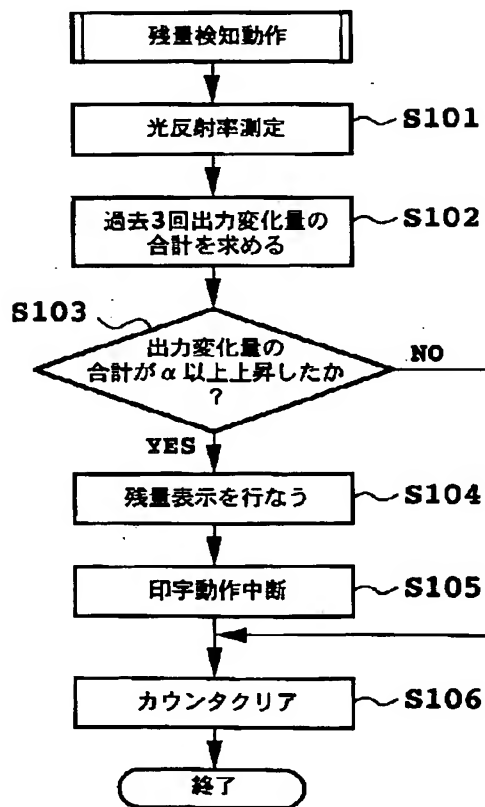 残量検知動作
光反射率測定
S101
過去3回出力変化量の
合計を求める
S102
S103
出力変化量の
合計がα以上上昇したか
?
NO
YES
残量表示を行なう
S104
印字動作中断
S105
カウンタクリア
S106
終了